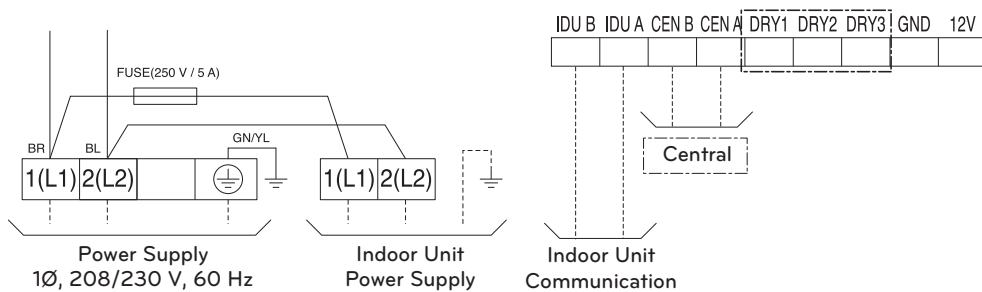 IDU B IDU A CEN B CEN A DRY1 DRY2 DRY3 GND 12V
FUSE(250 V / 5 A)
BR BL GN/YL
1(L1) 2(L2) 1(L1) 2(L2)
Central
Power Supply
1Ø, 208/230 V, 60 Hz
Indoor Unit
Power Supply
Indoor Unit
Communication